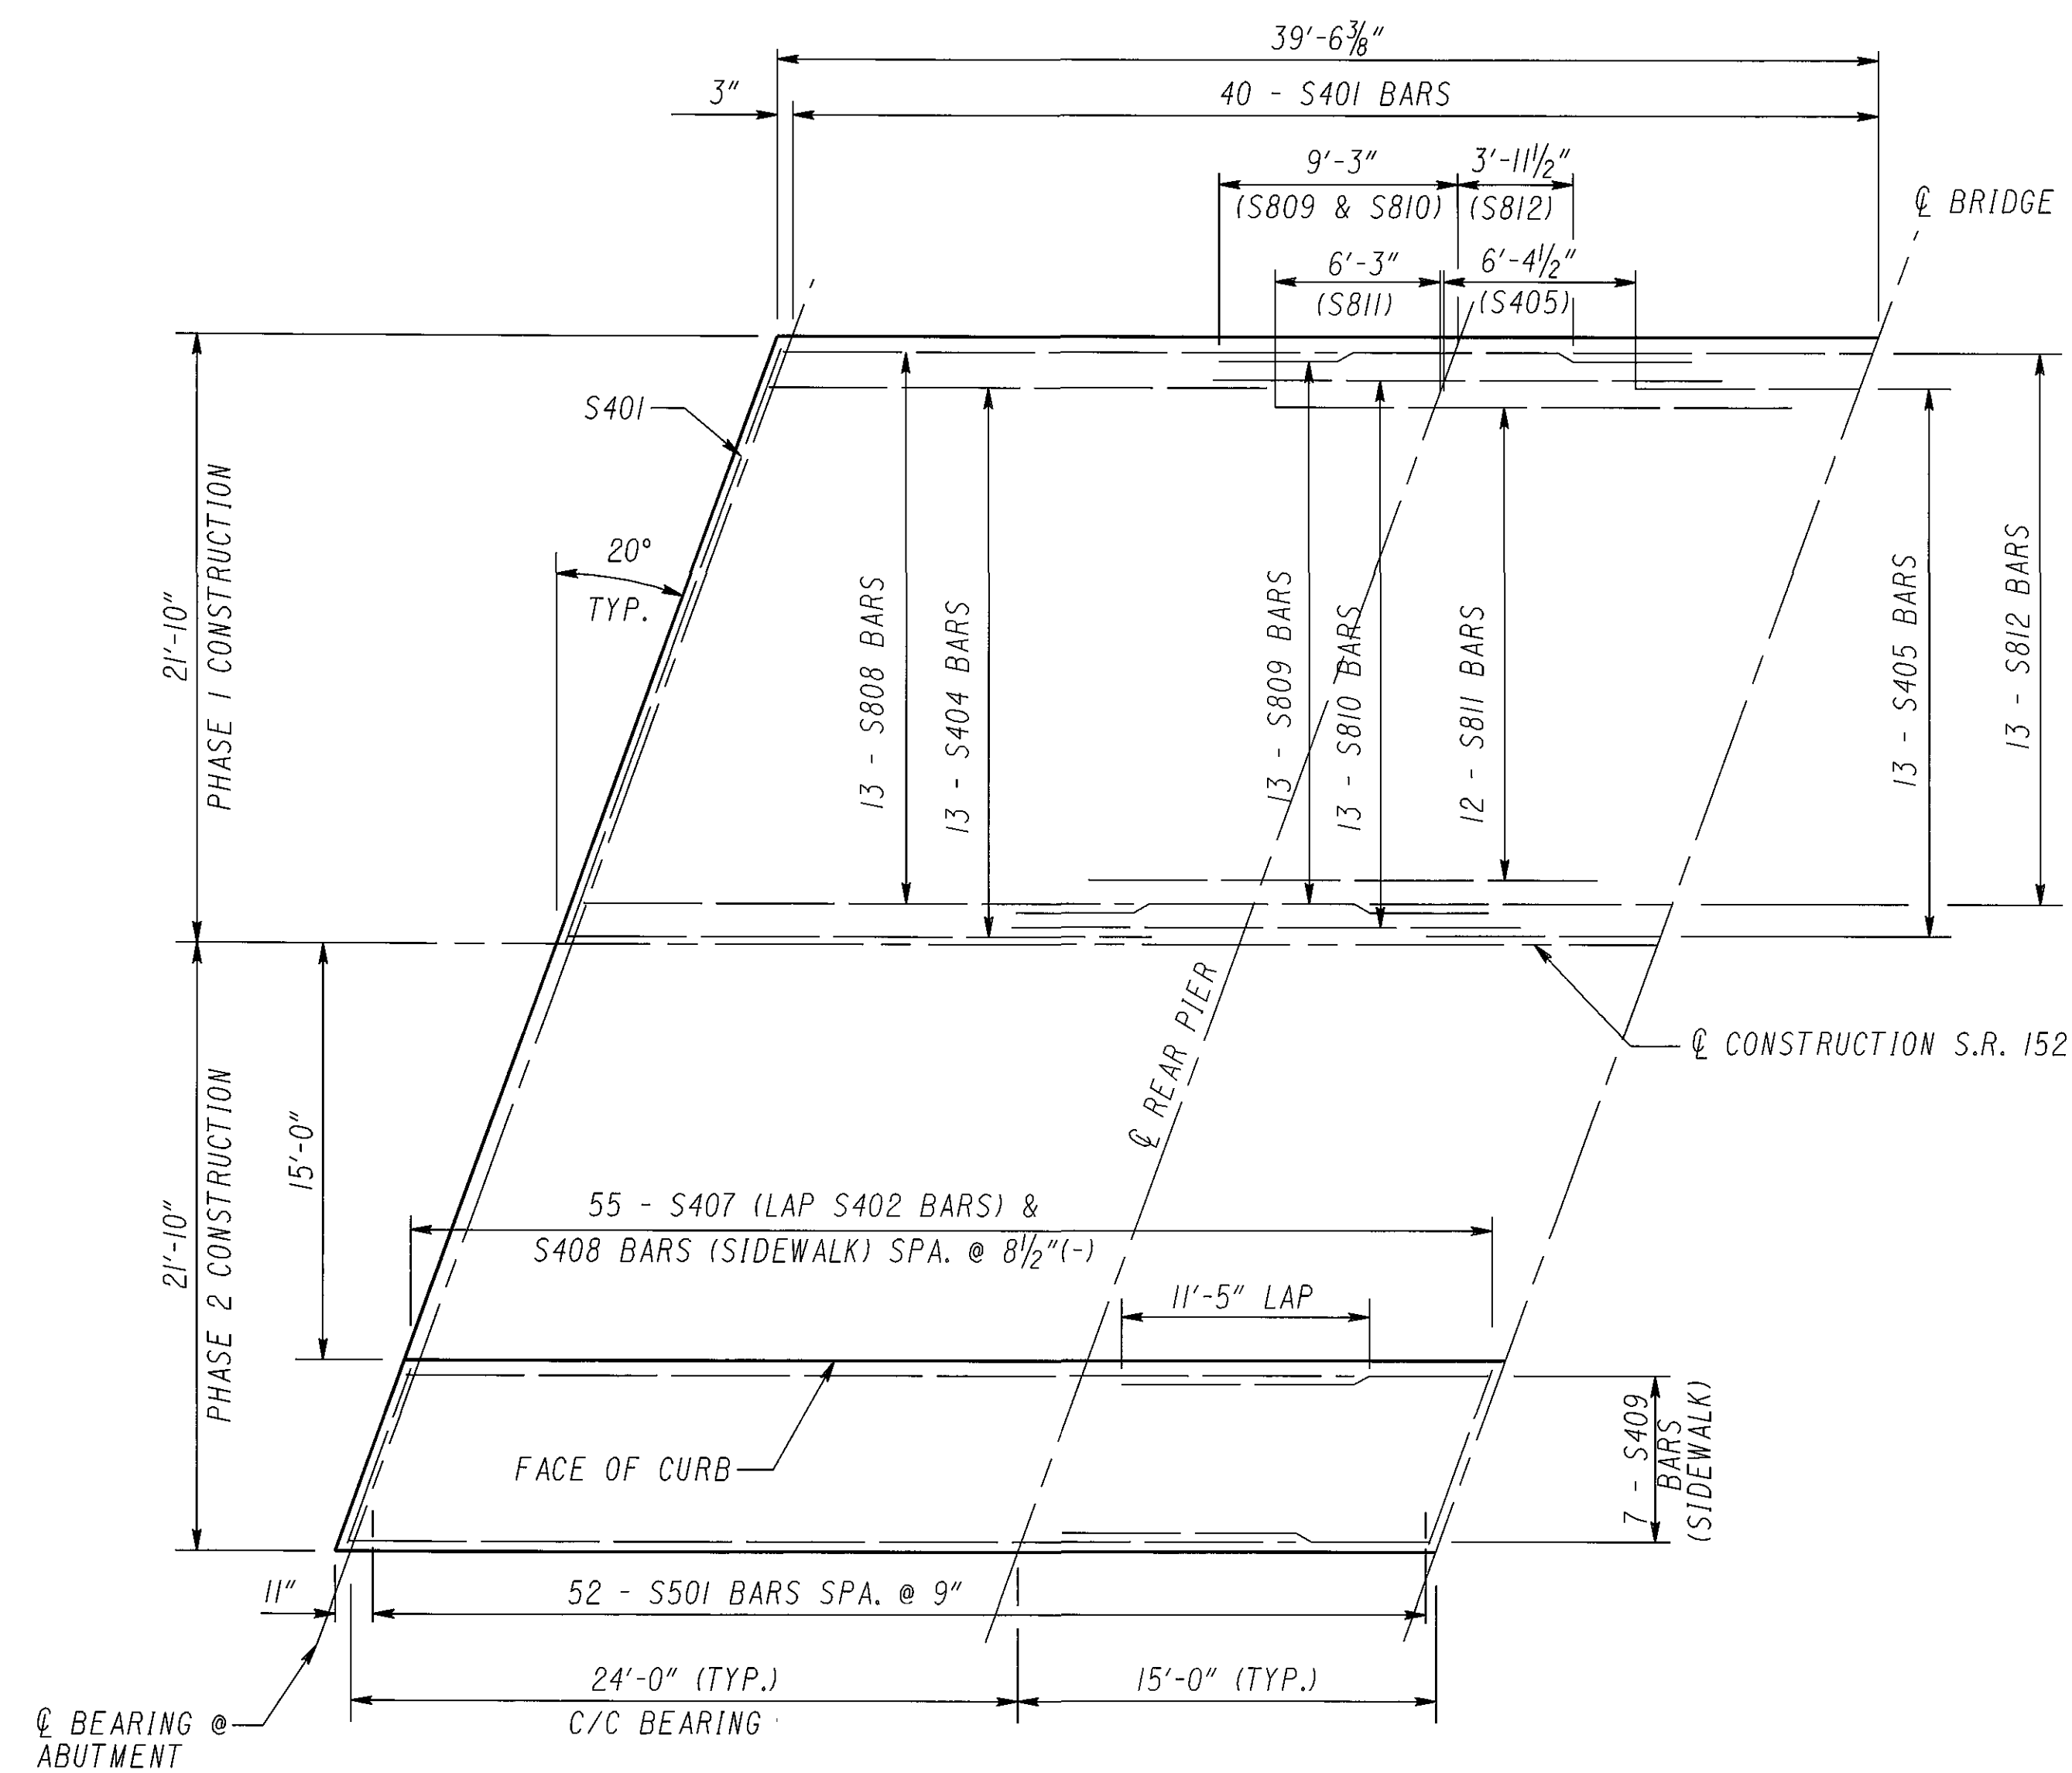 39'-6⅜"
3"
40 - S401 BARS
9'-3"
3'-11½"
(S809 & S810)
(S812)
℄ BRIDGE
6'-3"
6'-4½"
(S811)
(S405)
S401
20°
TYP.
21'-10"
PHASE 1 CONSTRUCTION
13 - S808 BARS
13 - S404 BARS
13 - S809 BARS
13 - S810 BARS
12 - S811 BARS
13 - S405 BARS
13 - S812 BARS
℄ REAR PIER
℄ CONSTRUCTION S.R. 152
21'-10"
PHASE 2 CONSTRUCTION
15'-0"
55 - S407 (LAP S402 BARS) &
S408 BARS (SIDEWALK) SPA. @ 8½"(-)
11'-5" LAP
FACE OF CURB
7 - S409
BARS
(SIDEWALK)
11"
52 - S501 BARS SPA. @ 9"
24'-0" (TYP.)
C/C BEARING
15'-0" (TYP.)
℄ BEARING @
ABUTMENT